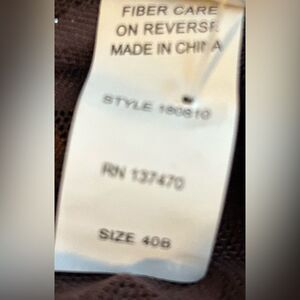 FIBER CARE
ON REVERSE
MADE IN CHINA
STYLE 180810
RN 137470
SIZE 40B